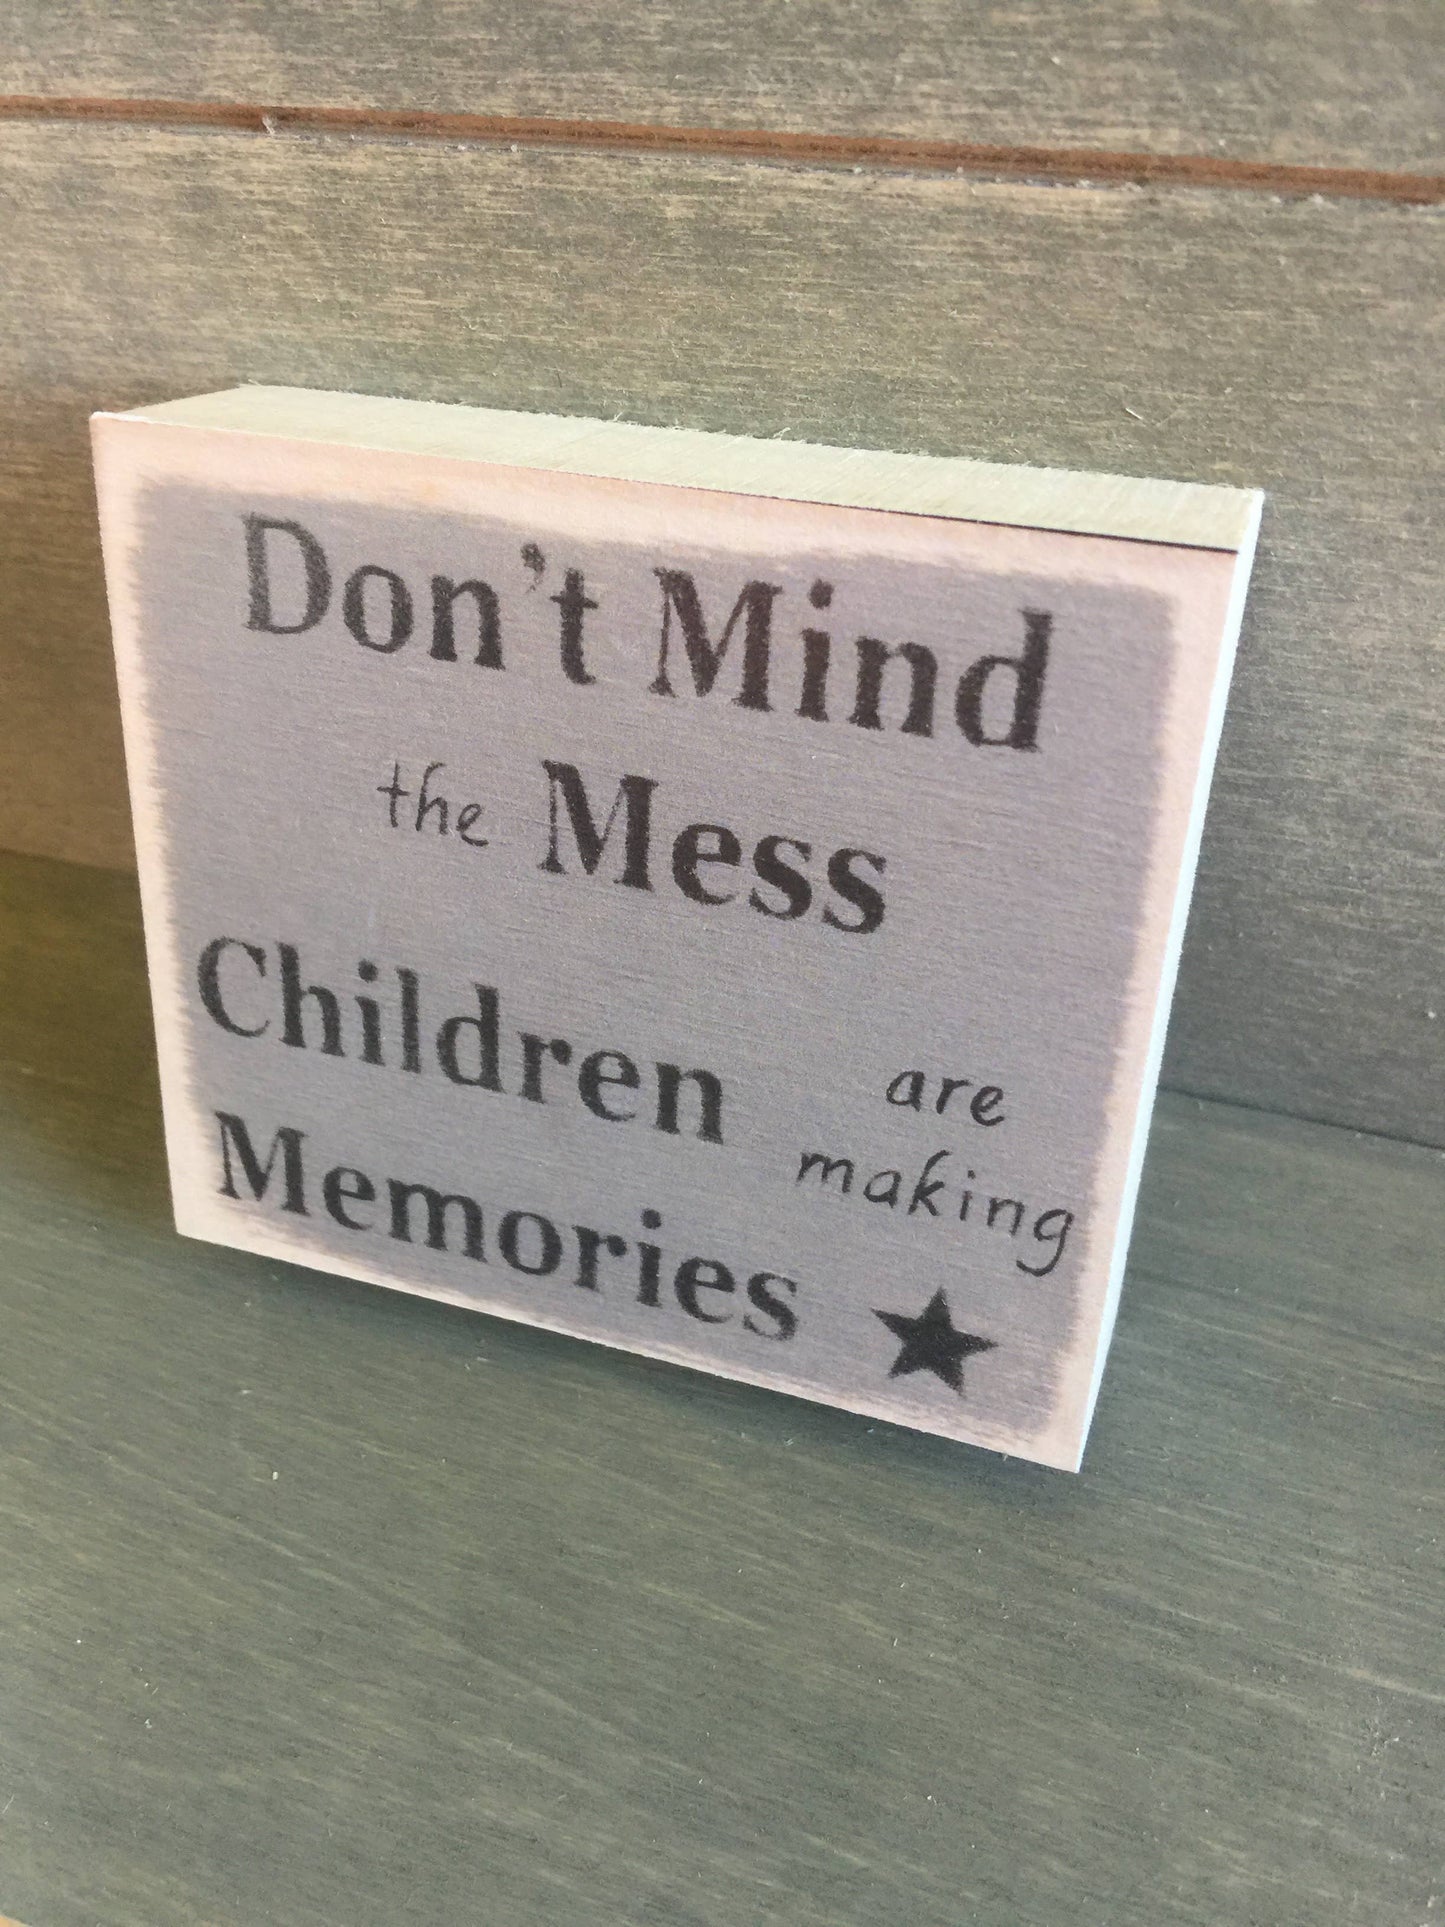 Don't Mind
the Mess
Children are
making
Memories